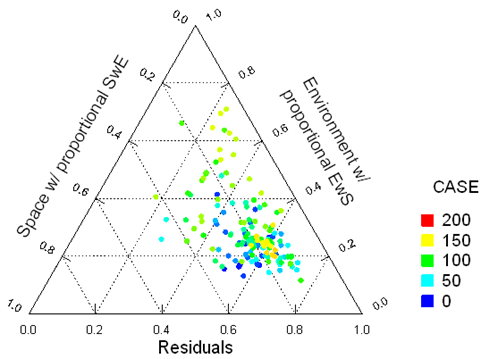 0.0 1.0
0.2 0.8
0.4 0.6
0.6 0.4
0.8 0.2
1.0 0.0
0.0 0.2 0.4 0.6 0.8 1.0
Space w/ proportional SwE
Environment w/
proportional EwS
Residuals
CASE
200
150
100
50
0